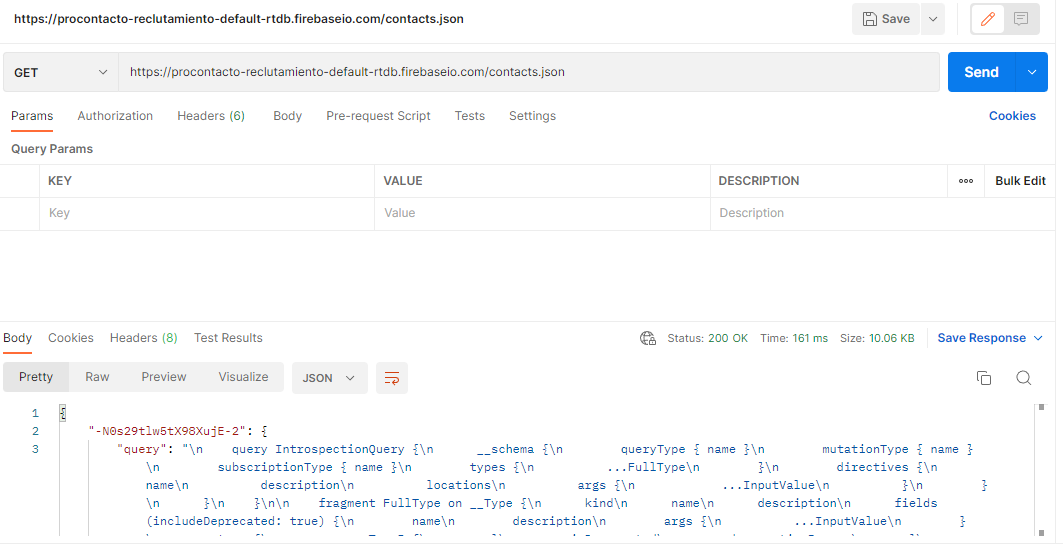 https://procontacto-reclutamiento-default-rtdb.firebaseio.com/contacts.json
Save
GET
https://procontacto-reclutamiento-default-rtdb.firebaseio.com/contacts.json
Send
Params Authorization Headers (6) Body Pre-request Script Tests Settings Cookies
Query Params
KEY VALUE DESCRIPTION ooo Bulk Edit
Key Value Description
Body Cookies Headers (8) Test Results Status: 200 OK Time: 161 ms Size: 10.06 KB Save Response
Pretty Raw Preview Visualize JSON
1 {
2 "-N0s29tlw5tX98XujE-2": {
3 "query": "\n query IntrospectionQuery {\n __schema {\n queryType { name }\n mutationType { name }
\n subscriptionType { name }\n types {\n ...FullType\n }\n directives {\n
name\n description\n locations\n args {\n ...InputValue\n }\n }
\n }\n }\n\n fragment FullType on __Type {\n kind\n name\n description\n fields
(includeDeprecated: true) {\n name\n description\n args {\n ...InputValue\n }